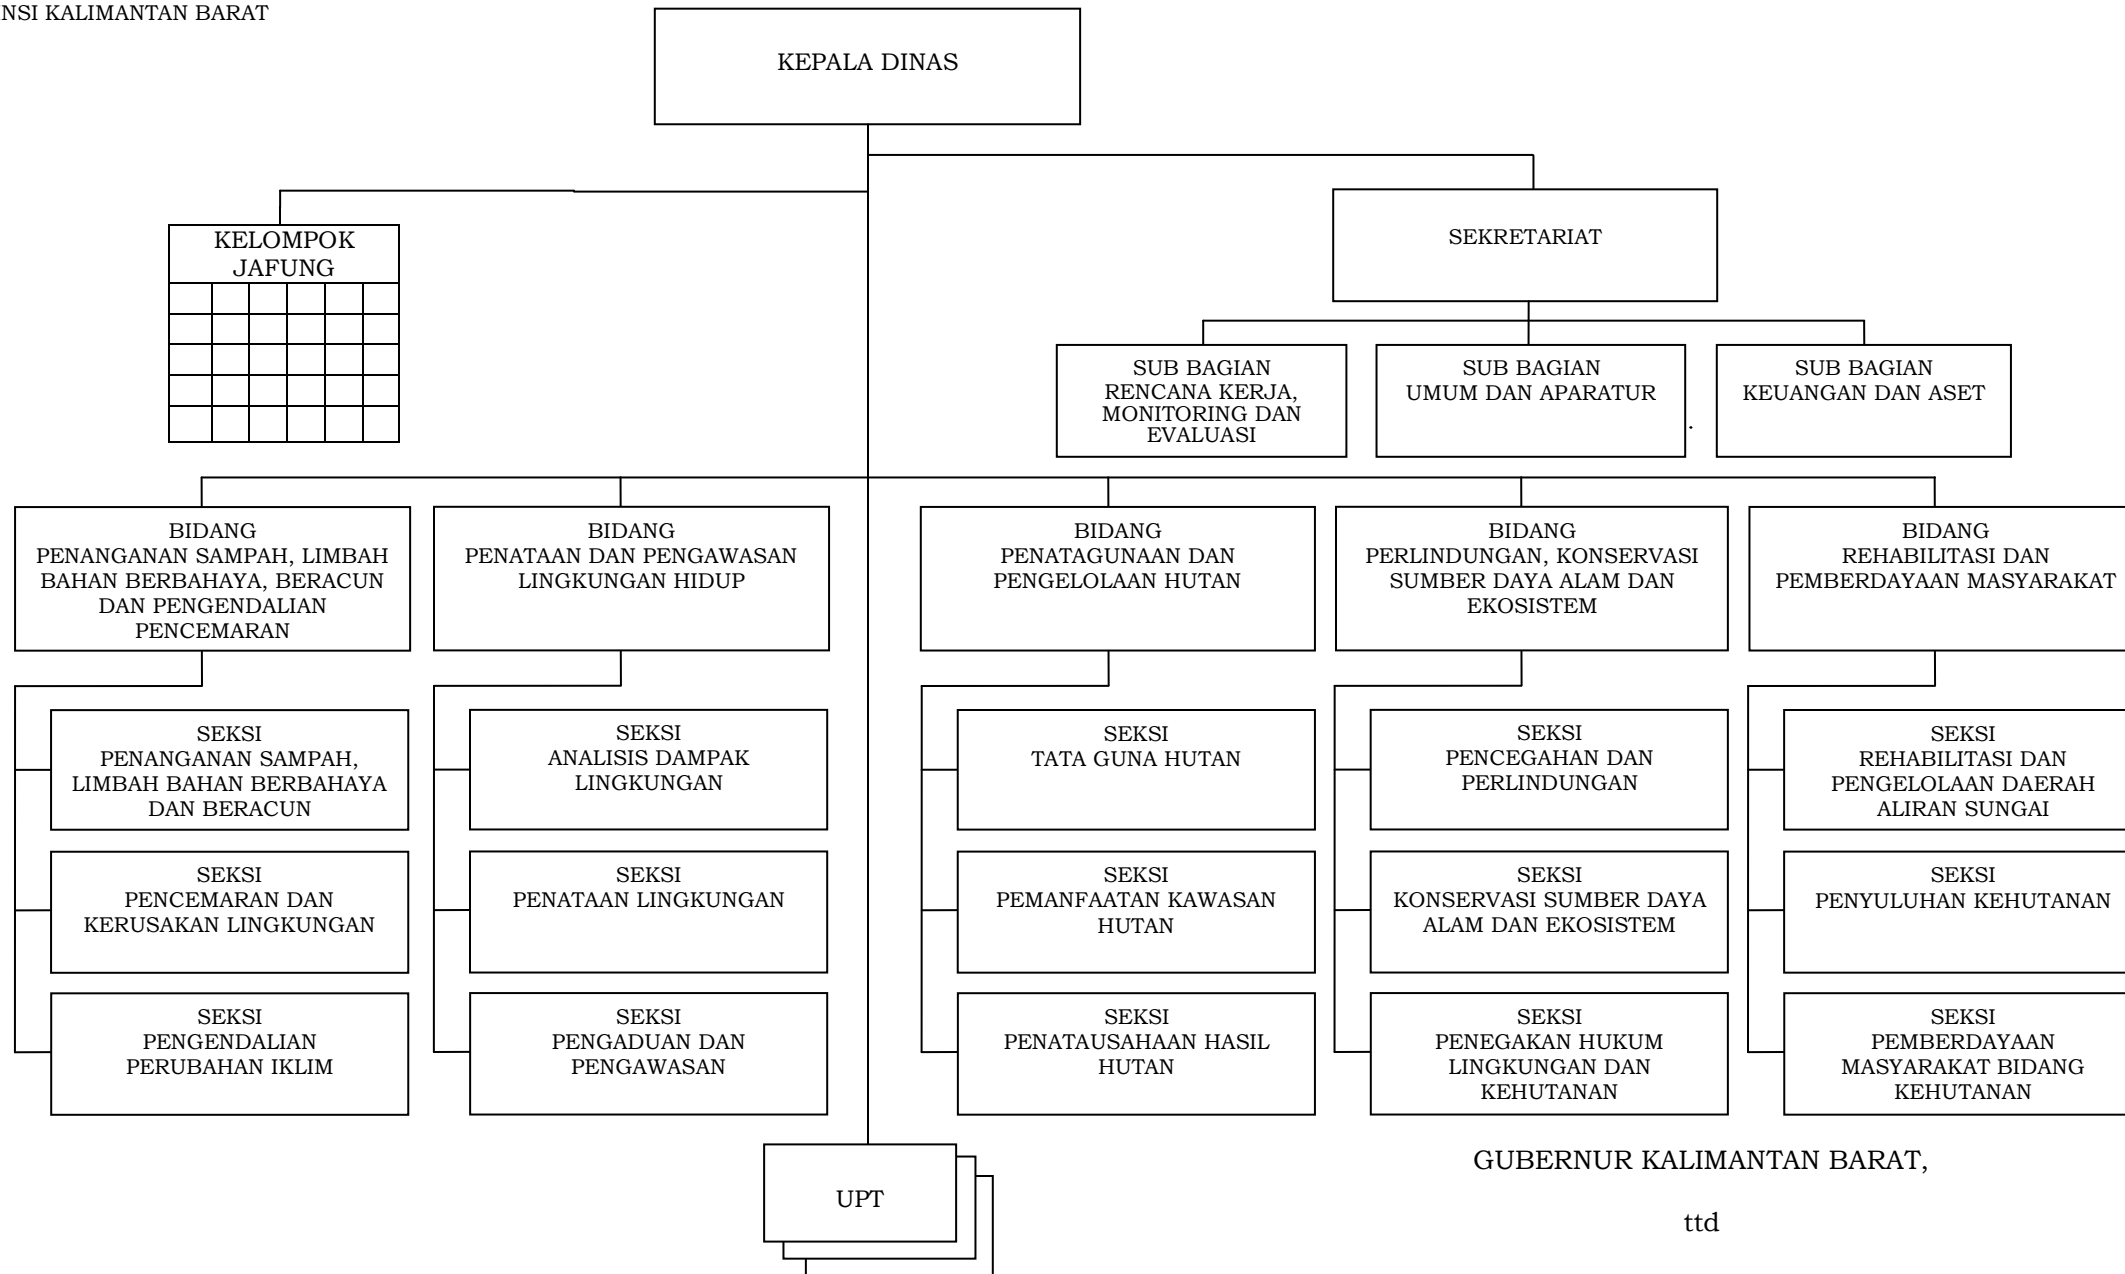 NSI KALIMANTAN BARAT
KEPALA DINAS
KELOMPOK
JAFUNG
SEKRETARIAT
SUB BAGIAN
RENCANA KERJA,
MONITORING DAN
EVALUASI
SUB BAGIAN
UMUM DAN APARATUR
.
SUB BAGIAN
KEUANGAN DAN ASET
BIDANG
PENANGANAN SAMPAH, LIMBAH
BAHAN BERBAHAYA, BERACUN
DAN PENGENDALIAN
PENCEMARAN
BIDANG
PENATAAN DAN PENGAWASAN
LINGKUNGAN HIDUP
BIDANG
PENATAGUNAAN DAN
PENGELOLAAN HUTAN
BIDANG
PERLINDUNGAN, KONSERVASI
SUMBER DAYA ALAM DAN
EKOSISTEM
BIDANG
REHABILITASI DAN
PEMBERDAYAAN MASYARAKAT
SEKSI
PENANGANAN SAMPAH,
LIMBAH BAHAN BERBAHAYA
DAN BERACUN
SEKSI
ANALISIS DAMPAK
LINGKUNGAN
SEKSI
TATA GUNA HUTAN
SEKSI
PENCEGAHAN DAN
PERLINDUNGAN
SEKSI
REHABILITASI DAN
PENGELOLAAN DAERAH
ALIRAN SUNGAI
SEKSI
PENCEMARAN DAN
KERUSAKAN LINGKUNGAN
SEKSI
PENATAAN LINGKUNGAN
SEKSI
PEMANFAATAN KAWASAN
HUTAN
SEKSI
KONSERVASI SUMBER DAYA
ALAM DAN EKOSISTEM
SEKSI
PENYULUHAN KEHUTANAN
SEKSI
PENGENDALIAN
PERUBAHAN IKLIM
SEKSI
PENGADUAN DAN
PENGAWASAN
SEKSI
PENATAUSAHAAN HASIL
HUTAN
SEKSI
PENEGAKAN HUKUM
LINGKUNGAN DAN
KEHUTANAN
SEKSI
PEMBERDAYAAN
MASYARAKAT BIDANG
KEHUTANAN
UPT
GUBERNUR KALIMANTAN BARAT,
ttd